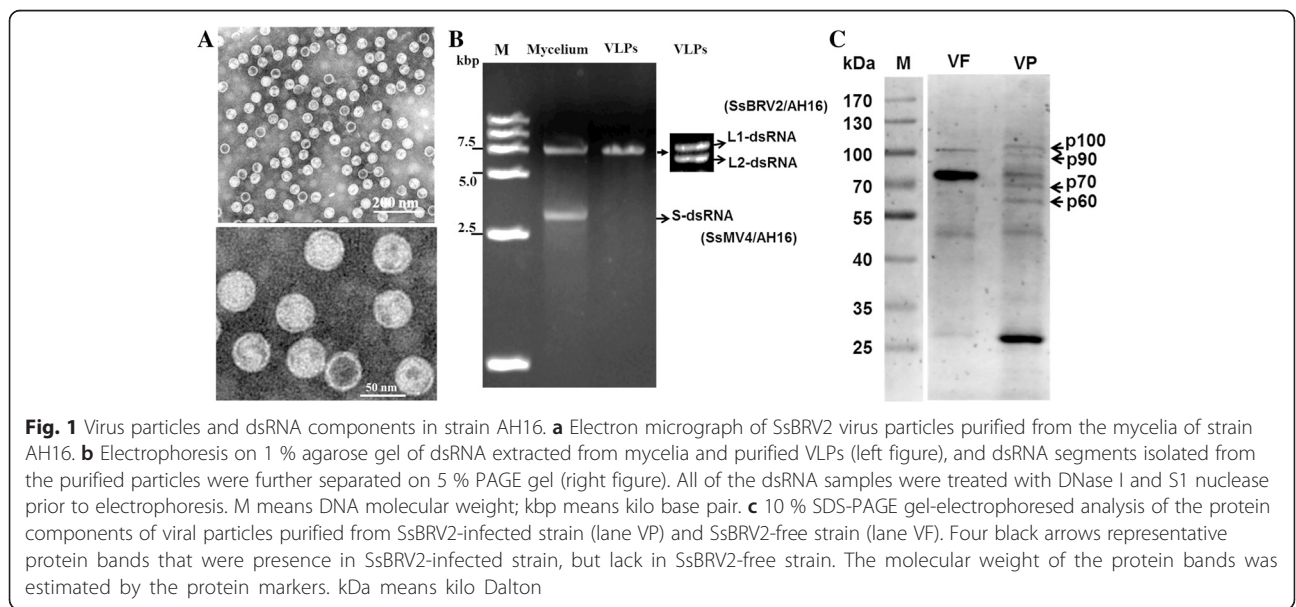 A
200 nm
50 nm
B
M Mycelium VLPs VLPs
kbp
(SsBRV2/AH16)
7.5
L1-dsRNA
L2-dsRNA
5.0
S-dsRNA
2.5
(SsMV4/AH16)
C
kDa M VF VP
170
130
100
70
55
40
35
25
p100
p90
p70
p60
Fig. 1 Virus particles and dsRNA components in strain AH16. a Electron micrograph of SsBRV2 virus particles purified from the mycelia of strain
AH16. b Electrophoresis on 1 % agarose gel of dsRNA extracted from mycelia and purified VLPs (left figure), and dsRNA segments isolated from
the purified particles were further separated on 5 % PAGE gel (right figure). All of the dsRNA samples were treated with DNase I and S1 nuclease
prior to electrophoresis. M means DNA molecular weight; kbp means kilo base pair. c 10 % SDS-PAGE gel-electrophoresed analysis of the protein
components of viral particles purified from SsBRV2-infected strain (lane VP) and SsBRV2-free strain (lane VF). Four black arrows representative
protein bands that were presence in SsBRV2-infected strain, but lack in SsBRV2-free strain. The molecular weight of the protein bands was
estimated by the protein markers. kDa means kilo Dalton